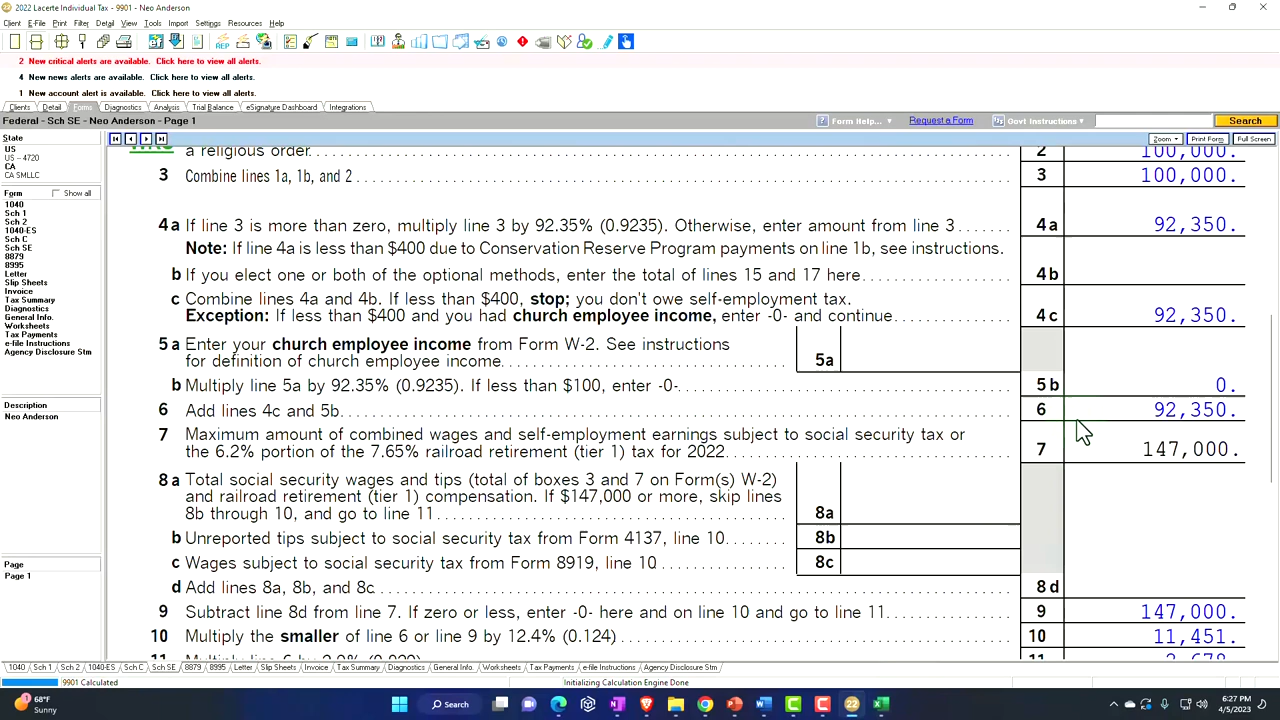 2022 Lacerte Individual Tax - 9901 - Neo Anderson
Client E-File Print Filter Detail View Tools Import Settings Resources Help
2 New critical alerts are available. Click here to view all alerts.
4 New news alerts are available. Click here to view all alerts.
1 New account alert is available. Click here to view all alerts.
Clients Detail Forms Diagnostics Analysis Trial Balance eSignature Dashboard Integrations
Federal - Sch SE - Neo Anderson - Page 1 Form Help... Request a Form Govt Instructions Search
Zoom Print Form Full Screen
State
US
US - 4720
CA
CA SMLLC
Form Show all
1040
Sch 1
Sch 2
1040-ES
Sch C
Sch SE
8879
8995
Letter
Slip Sheets
Invoice
Tax Summary
Diagnostics
General Info.
Worksheets
Tax Payments
e-file Instructions
Agency Disclosure Stm
Description
Neo Anderson
Page
Page 1
a religious order 2 100,000.
3 Combine lines 1a, 1b, and 2 3 100,000.
4a If line 3 is more than zero, multiply line 3 by 92.35% (0.9235). Otherwise, enter amount from line 3 4a 92,350.
Note: If line 4a is less than $400 due to Conservation Reserve Program payments on line 1b, see instructions.
b If you elect one or both of the optional methods, enter the total of lines 15 and 17 here 4b
c Combine lines 4a and 4b. If less than $400, stop; you don't owe self-employment tax.
Exception: If less than $400 and you had church employee income, enter -0- and continue 4c 92,350.
5a Enter your church employee income from Form W-2. See instructions
for definition of church employee income 5a
b Multiply line 5a by 92.35% (0.9235). If less than $100, enter -0- 5b 0.
6 Add lines 4c and 5b 6 92,350.
7 Maximum amount of combined wages and self-employment earnings subject to social security tax or
the 6.2% portion of the 7.65% railroad retirement (tier 1) tax for 2022 7 147,000.
8a Total social security wages and tips (total of boxes 3 and 7 on Form(s) W-2)
and railroad retirement (tier 1) compensation. If $147,000 or more, skip lines
8b through 10, and go to line 11 8a
b Unreported tips subject to social security tax from Form 4137, line 10 8b
c Wages subject to social security tax from Form 8919, line 10 8c
d Add lines 8a, 8b, and 8c 8d
9 Subtract line 8d from line 7. If zero or less, enter -0- here and on line 10 and go to line 11 9 147,000.
10 Multiply the smaller of line 6 or line 9 by 12.4% (0.124) 10 11,451.
1040 Sch 1 Sch 2 1040-ES Sch C Sch SE 8879 8995 Letter Slip Sheets Invoice Tax Summary Diagnostics General Info. Worksheets Tax Payments e-file Instructions Agency Disclosure Stm
9901 Calculated Initializing Calculation Engine Done
68°F
Sunny
Search
6:27 PM
4/5/2023